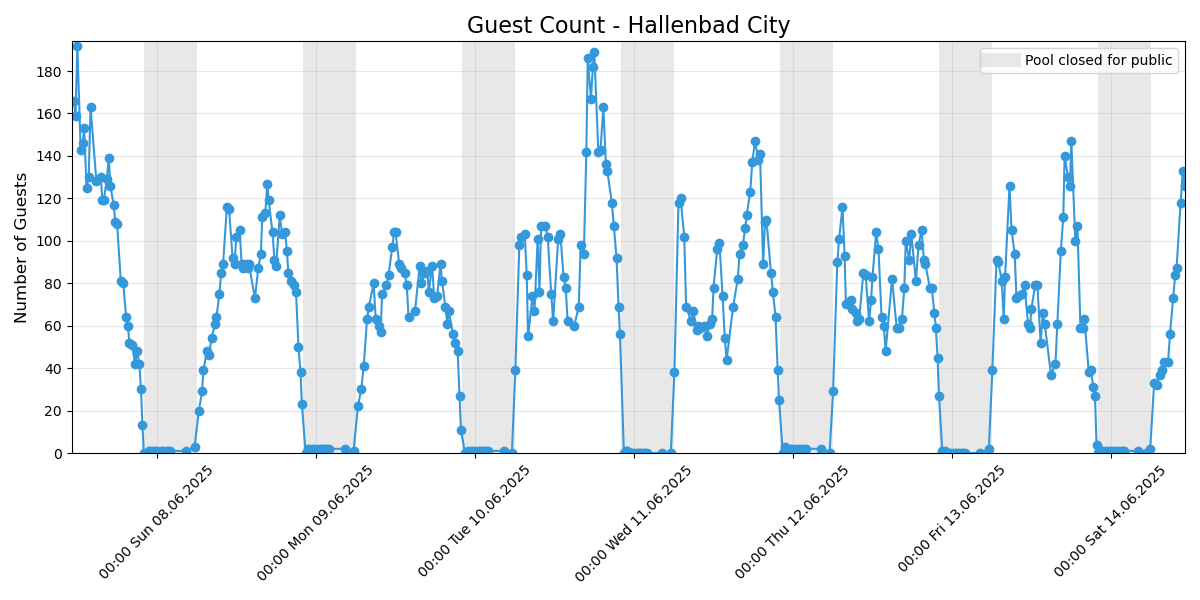 Guest Count - Hallenbad City
Pool closed for public
Number of Guests
180
160
140
120
100
80
60
40
20
0
00:00 Sun 08.06.2025
00:00 Mon 09.06.2025
00:00 Tue 10.06.2025
00:00 Wed 11.06.2025
00:00 Thu 12.06.2025
00:00 Fri 13.06.2025
00:00 Sat 14.06.2025